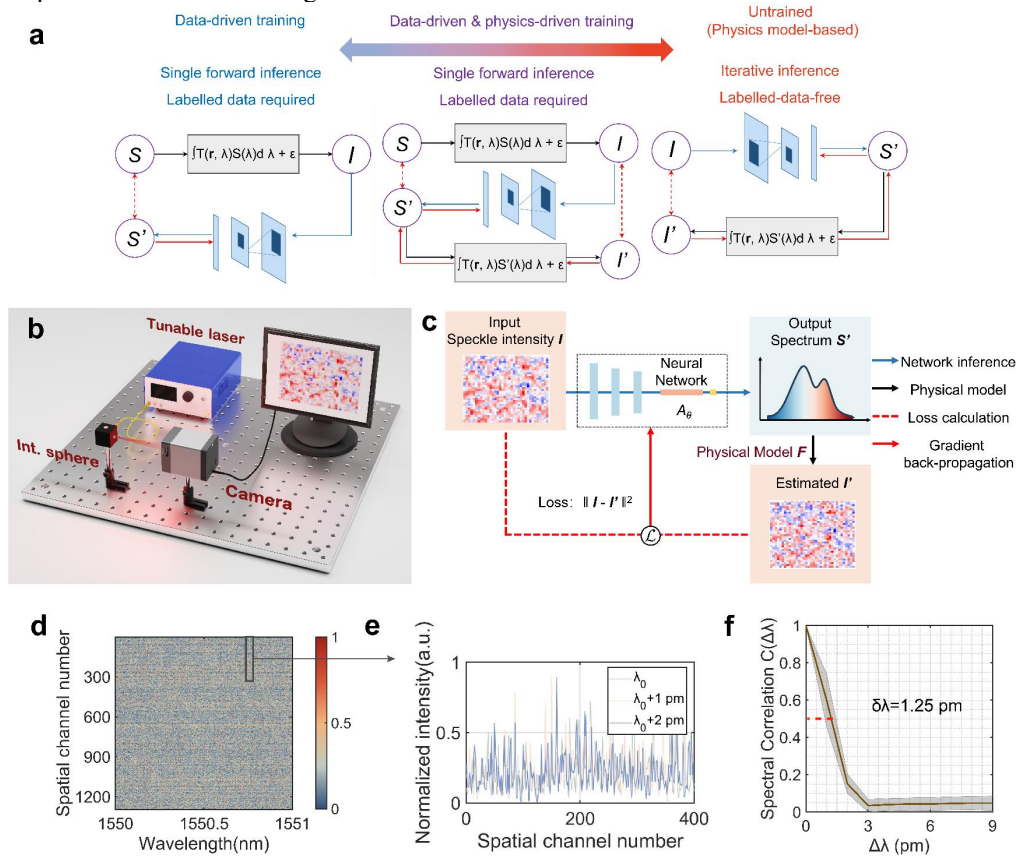 a
Data-driven training
Data-driven & physics-driven training
Untrained
(Physics model-based)
Single forward inference
Labelled data required
Single forward inference
Labelled data required
Iterative inference
Labelled-data-free
S
∫T(r, λ)S(λ)d λ + ε
I
S'
S
∫T(r, λ)S(λ)d λ + ε
I
S'
∫T(r, λ)S'(λ)d λ + ε
I'
I
S'
I'
∫T(r, λ)S'(λ)d λ + ε
b
Tunable laser
Int. sphere
Camera
c
Input
Speckle intensity I
Neural
Network
A_θ
Output
Spectrum S'
Physical Model F
Estimated I'
Loss: || I - I' ||²
ℒ
Network inference
Physical model
Loss calculation
Gradient
back-propagation
d
Spatial channel number
300
600
900
1200
1550
1550.5
1551
Wavelength(nm)
1
0.5
0
e
Normalized intensity(a.u.)
1
0.5
0
0
200
400
Spatial channel number
λ₀
λ₀+1 pm
λ₀+2 pm
f
Spectral Correlation C(Δλ)
1
0.8
0.6
0.4
0.2
0
0
3
6
9
Δλ (pm)
δλ=1.25 pm